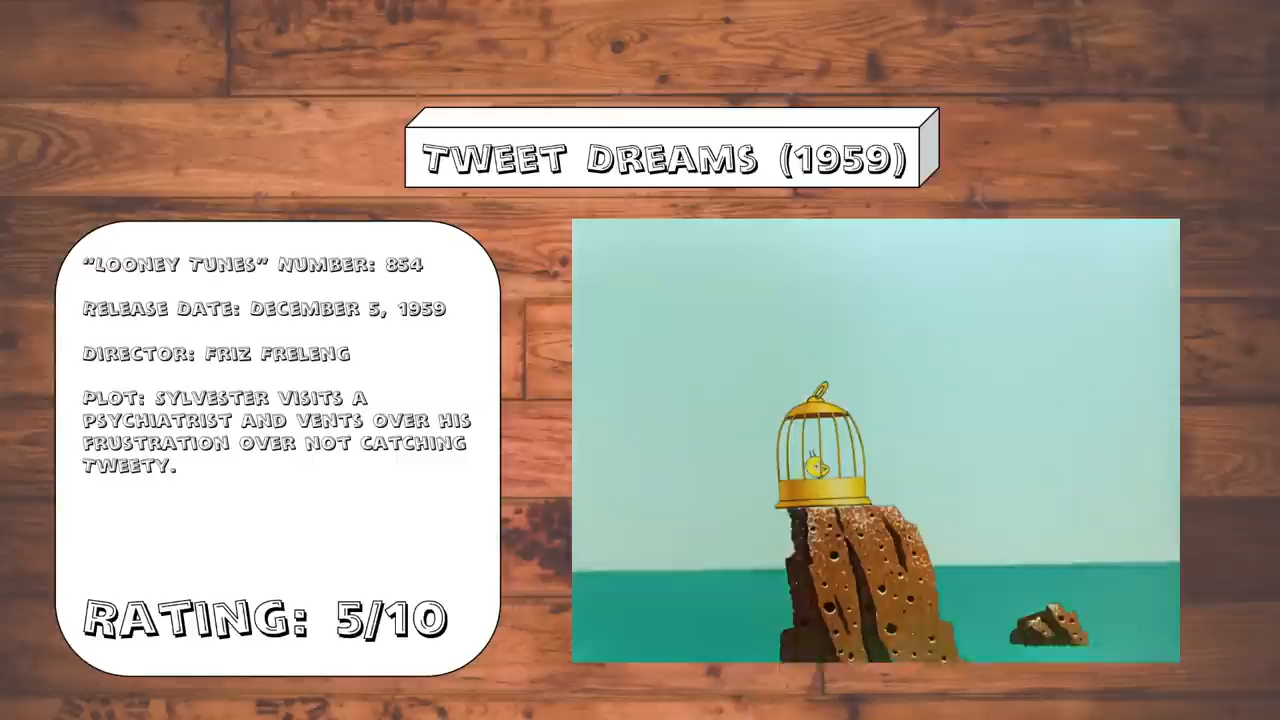 TWEET DREAMS (1959)
"LOONEY TUNES" NUMBER: 854
RELEASE DATE: DECEMBER 5, 1959
DIRECTOR: FRIZ FRELENG
PLOT: SYLVESTER VISITS A
PSYCHIATRIST AND VENTS OVER HIS
FRUSTRATION OVER NOT CATCHING
TWEETY.
RATING: 5/10